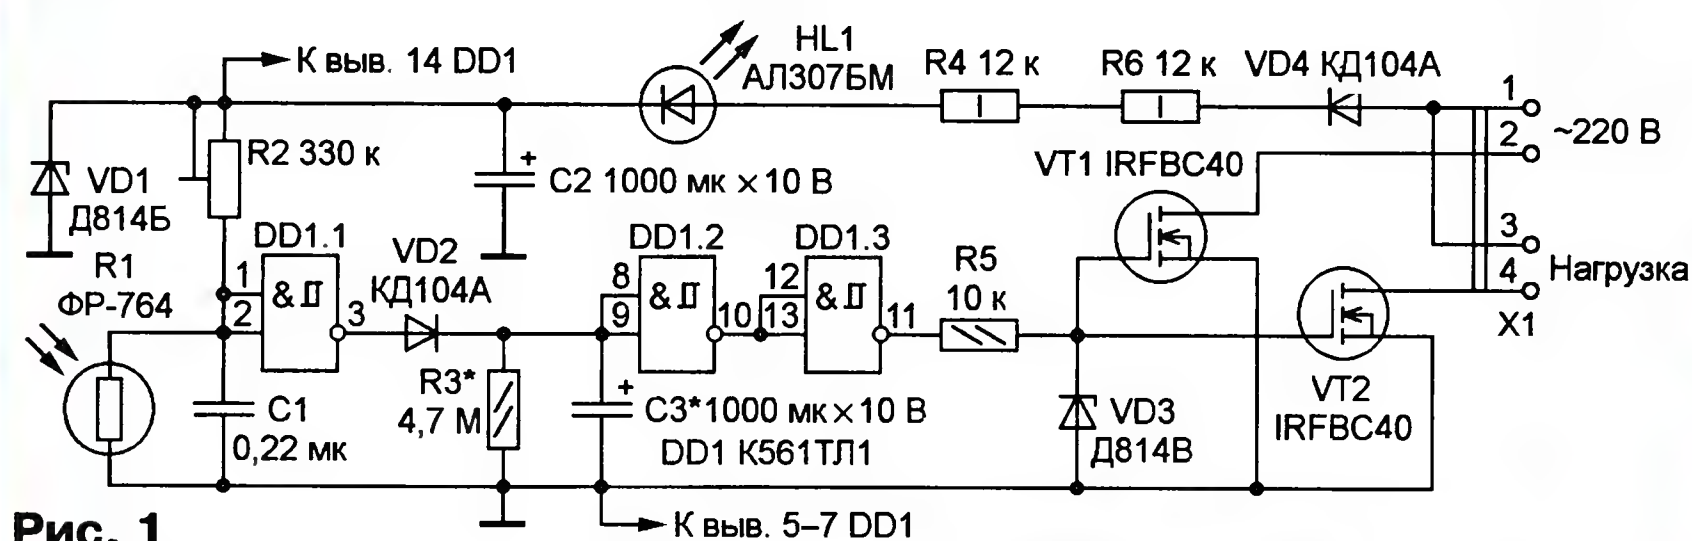 К выв. 14 DD1
HL1
АЛ307БМ
R4 12 к
R6 12 к
VD4 КД104А
1
2
~220 В
R2 330 к
VD1
Д814Б
+
C2 1000 мк × 10 В
VT1 IRFBC40
3
4
Нагрузка
X1
R1
ФР-764
DD1.1
1
2
&
3
VD2
КД104А
DD1.2
8
9
&
10
DD1.3
12
13
&
11
R5
10 к
VT2
IRFBC40
C1
0,22 мк
R3*
4,7 М
+
C3*1000 мк × 10 В
DD1 К561ТЛ1
VD3
Д814В
К выв. 5–7 DD1
Рис. 1